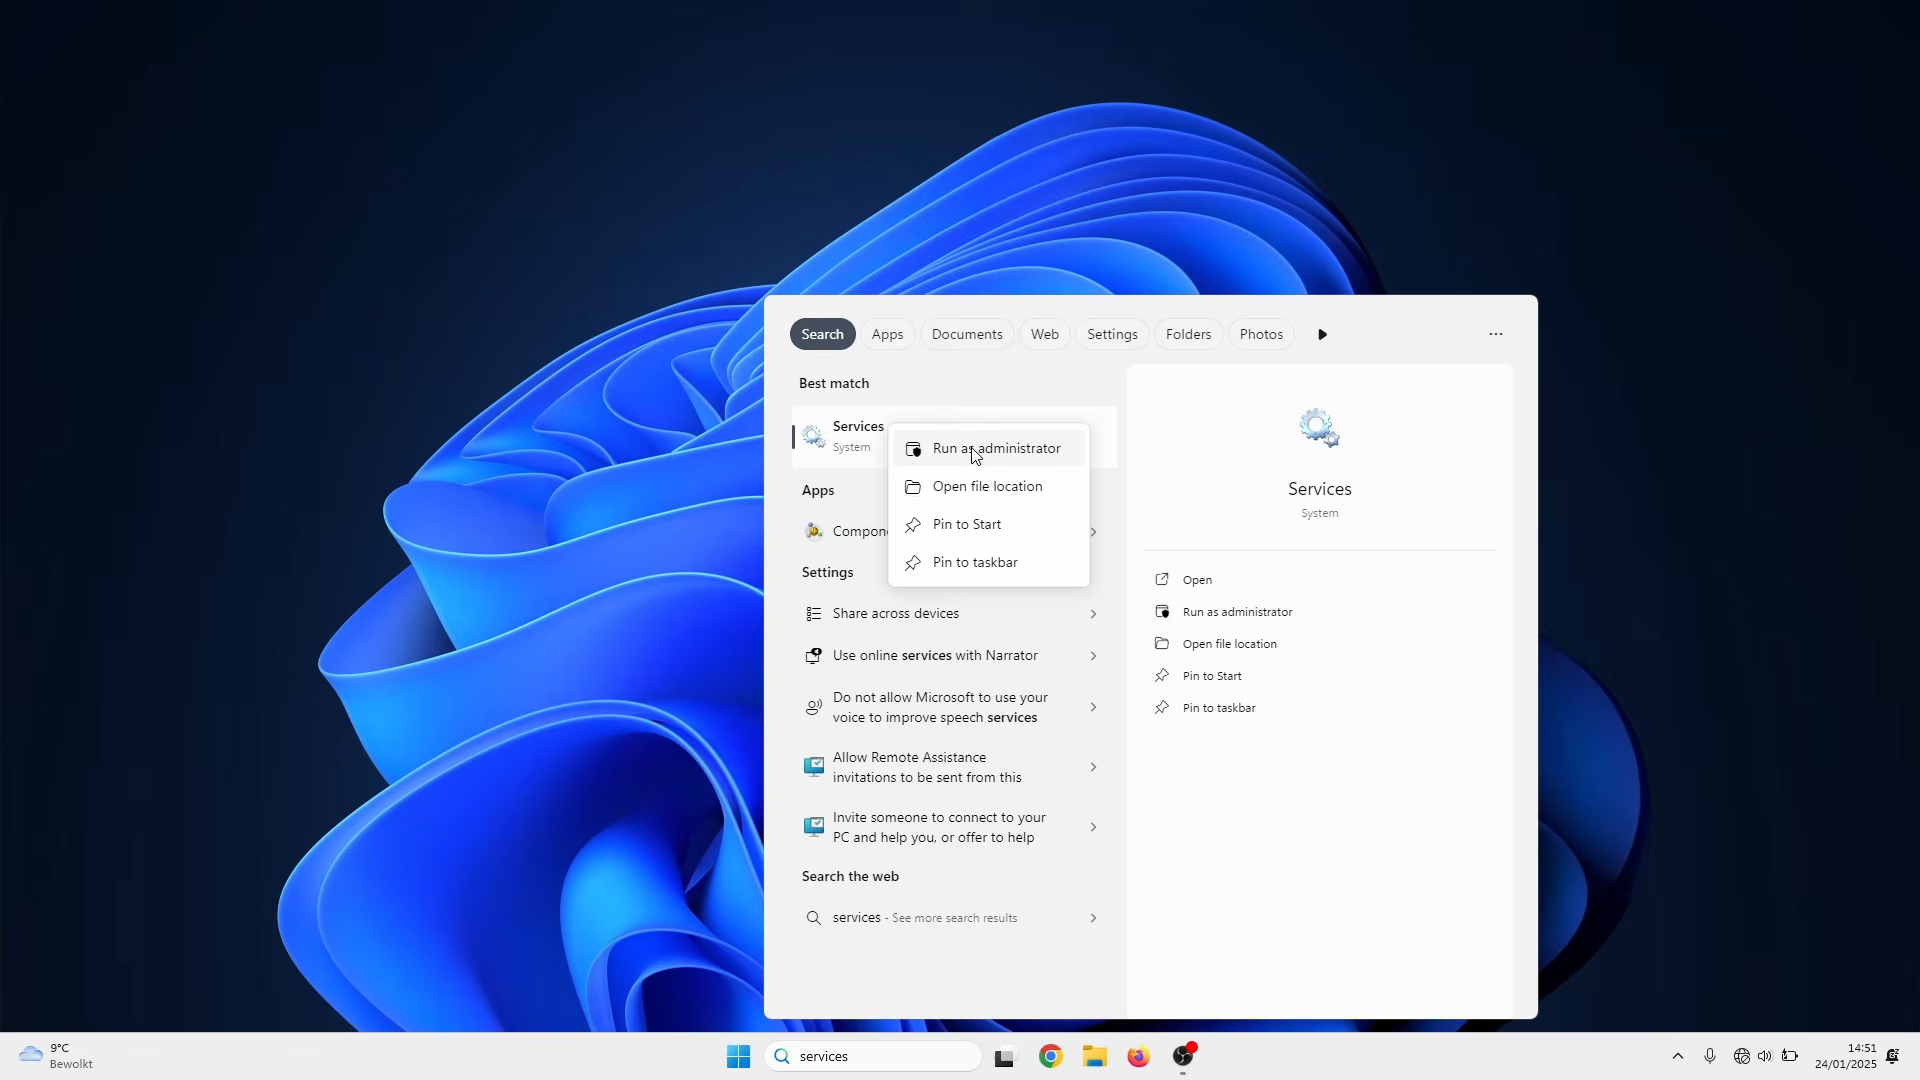 Search
Apps
Documents
Web
Settings
Folders
Photos
Best match
Services
System
Run as administrator
Open file location
Pin to Start
Pin to taskbar
Apps
Settings
Share across devices
Use online services with Narrator
Do not allow Microsoft to use your
voice to improve speech services
Allow Remote Assistance
invitations to be sent from this
Invite someone to connect to your
PC and help you, or offer to help
Search the web
services - See more search results
Services
System
Open
Run as administrator
Open file location
Pin to Start
Pin to taskbar
9°C
Bewolkt
services
14:51
24/01/2025